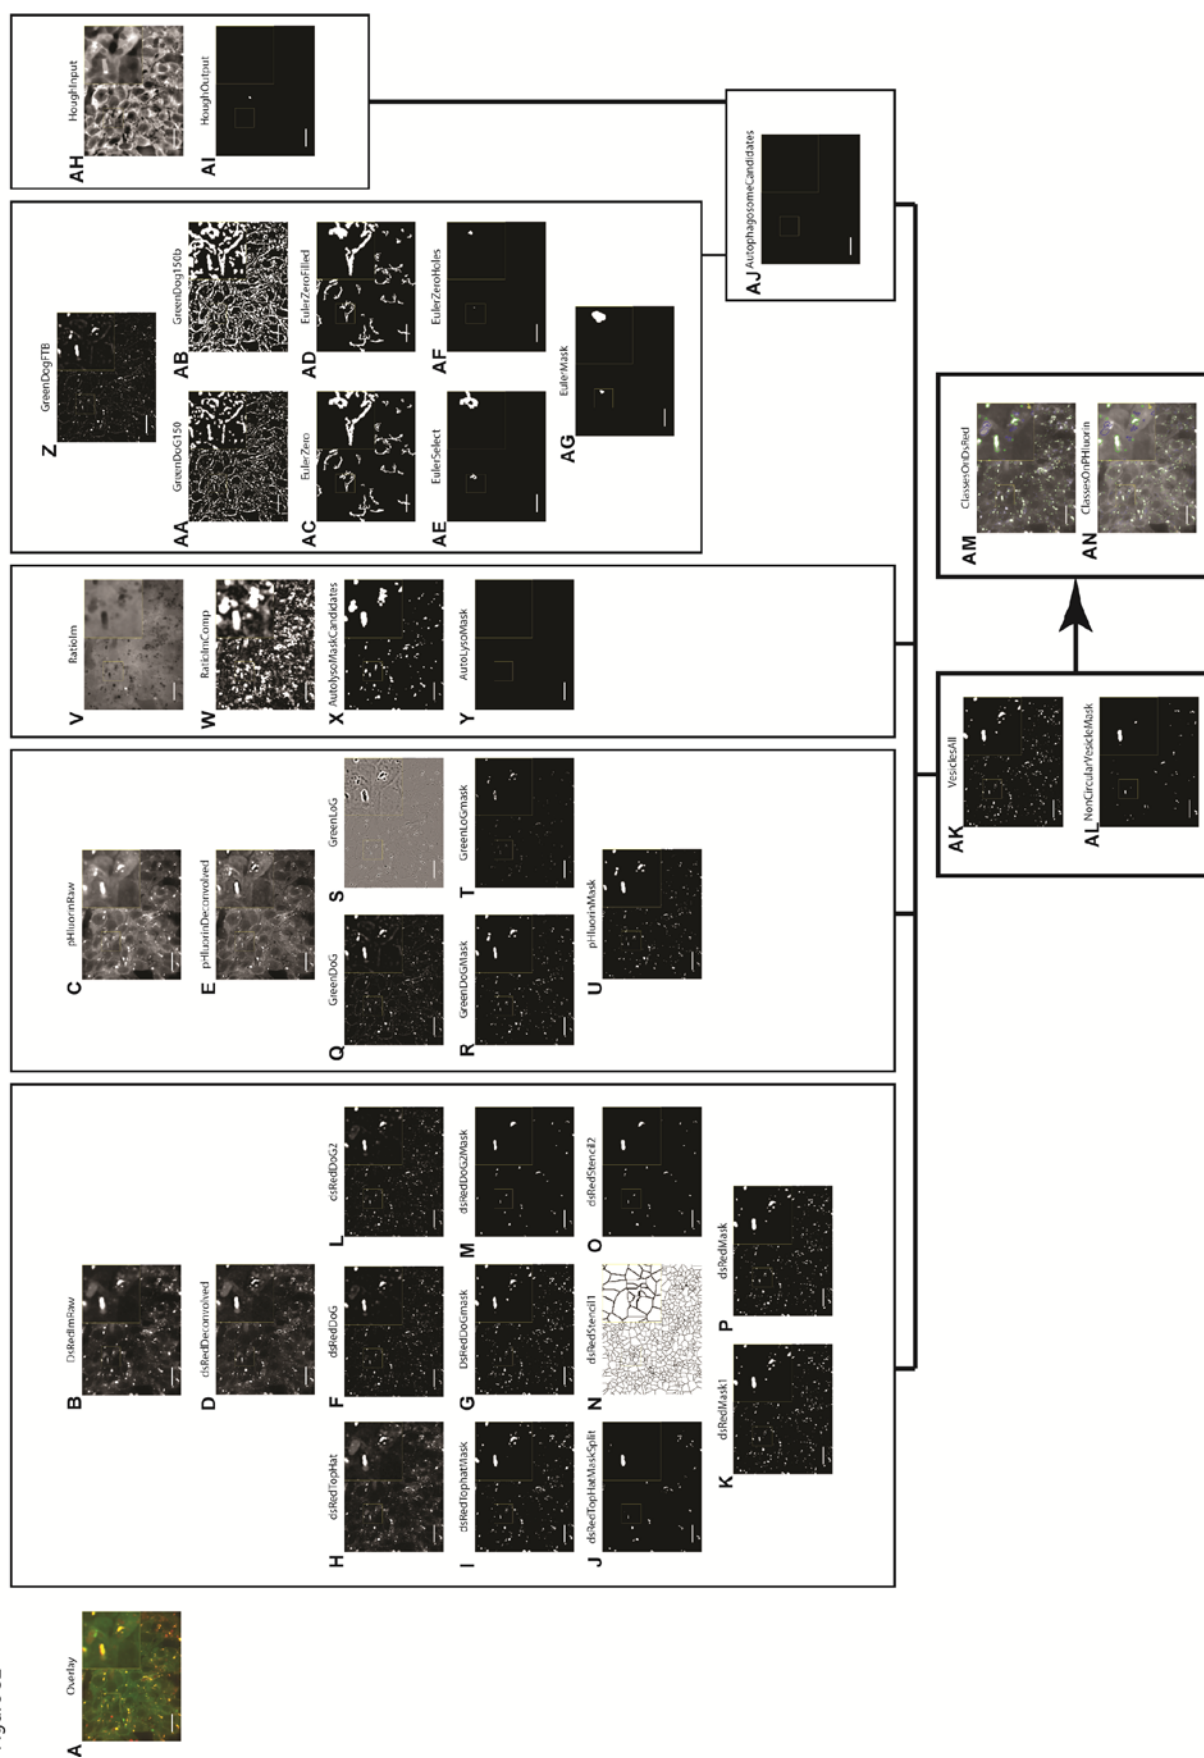 A Overlay
B DsRedImRaw
C pHluorinRaw
D dsRedDeconvolved
E pHluorinDeconvolved
F dsRedDoG
G DsRedDoGmask
H dsRedTopHat
I dsRedTophatMask
J dsRedTopHatMaskSplit
K dsRedMask1
L dsRedDoG2
M dsRedDoG2Mask
N dsRedStencil1
O dsRedStencil2
P dsRedMask
Q GreenDoG
R GreenDoGMask
S GreenLoG
T GreenLoGmask
U pHluorinMask
V RatioIm
W RatioImComp
X AutolysoMaskCandidates
Y AutoLysoMask
Z GreenDogFTB
AA GreenDoG150
AB GreenDog150b
AC EulerZero
AD EulerZeroFilled
AE EulerSelect
AF EulerZeroHoles
AG EulerMask
AH HoughInput
AI HoughOutput
AJ AutophagosomeCandidates
AK VesiclesAll
AL NonCircularVesicleMask
AM ClassesOnDsRed
AN ClassesOnPHluorin